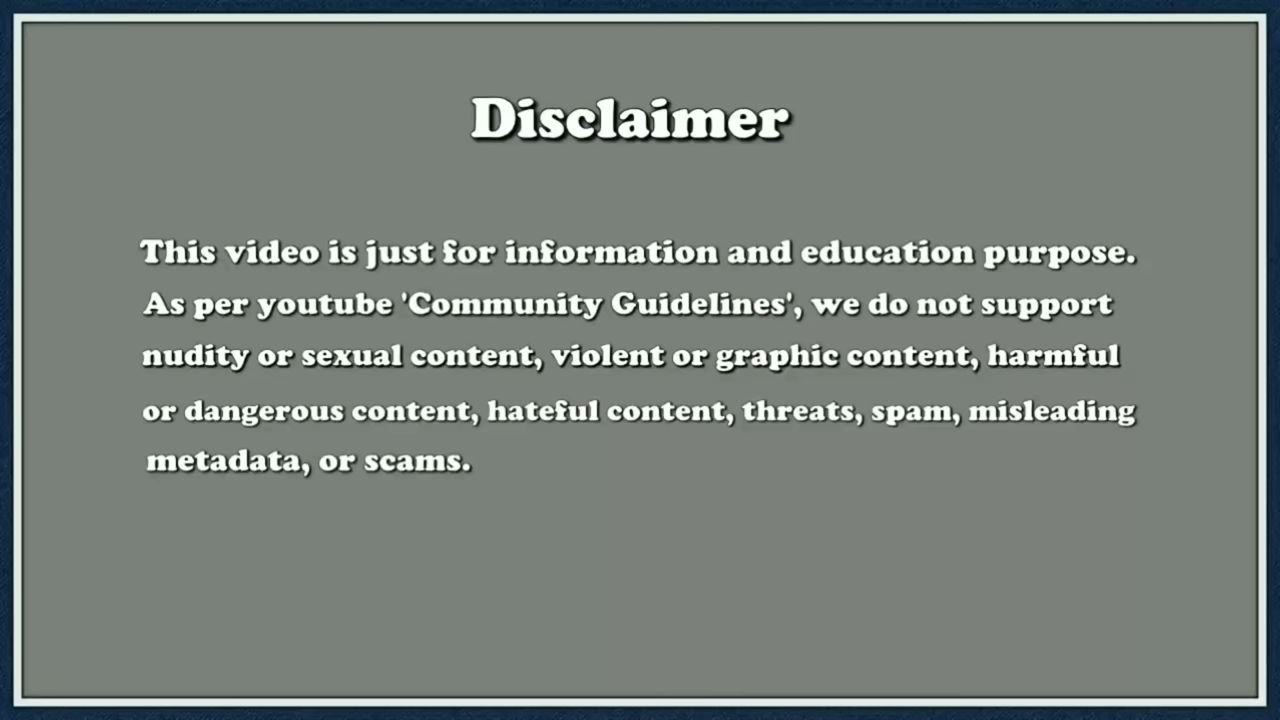 Disclaimer
This video is just for information and education purpose.
As per youtube 'Community Guidelines', we do not support
nudity or sexual content, violent or graphic content, harmful
or dangerous content, hateful content, threats, spam, misleading
metadata, or scams.